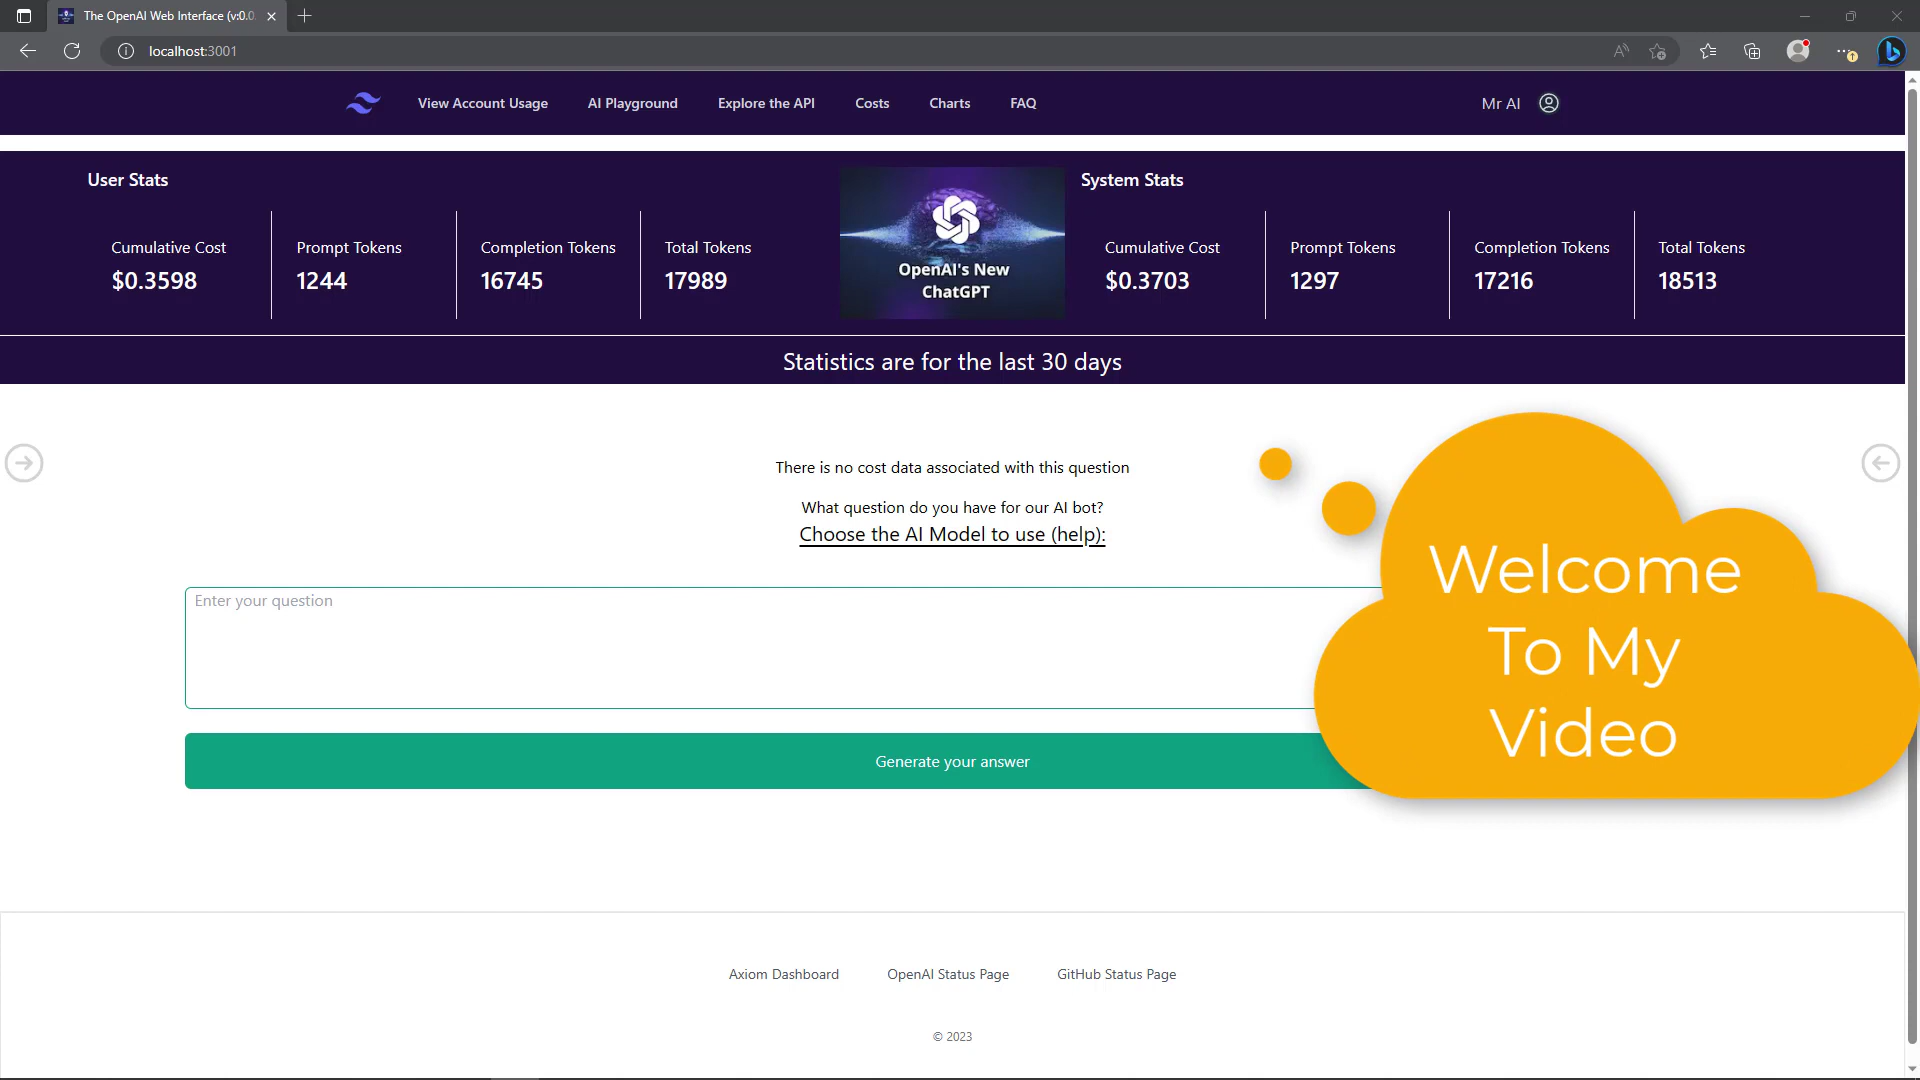 The OpenAI Web Interface (v:0.0.
localhost:3001
View Account Usage
AI Playground
Explore the API
Costs
Charts
FAQ
Mr AI
User Stats
Cumulative Cost
$0.3598
Prompt Tokens
1244
Completion Tokens
16745
Total Tokens
17989
OpenAI's New
ChatGPT
System Stats
Cumulative Cost
$0.3703
Prompt Tokens
1297
Completion Tokens
17216
Total Tokens
18513
Statistics are for the last 30 days
There is no cost data associated with this question
What question do you have for our AI bot?
Choose the AI Model to use (help):
Enter your question
Generate your answer
Welcome
To My
Video
Axiom Dashboard
OpenAI Status Page
GitHub Status Page
© 2023